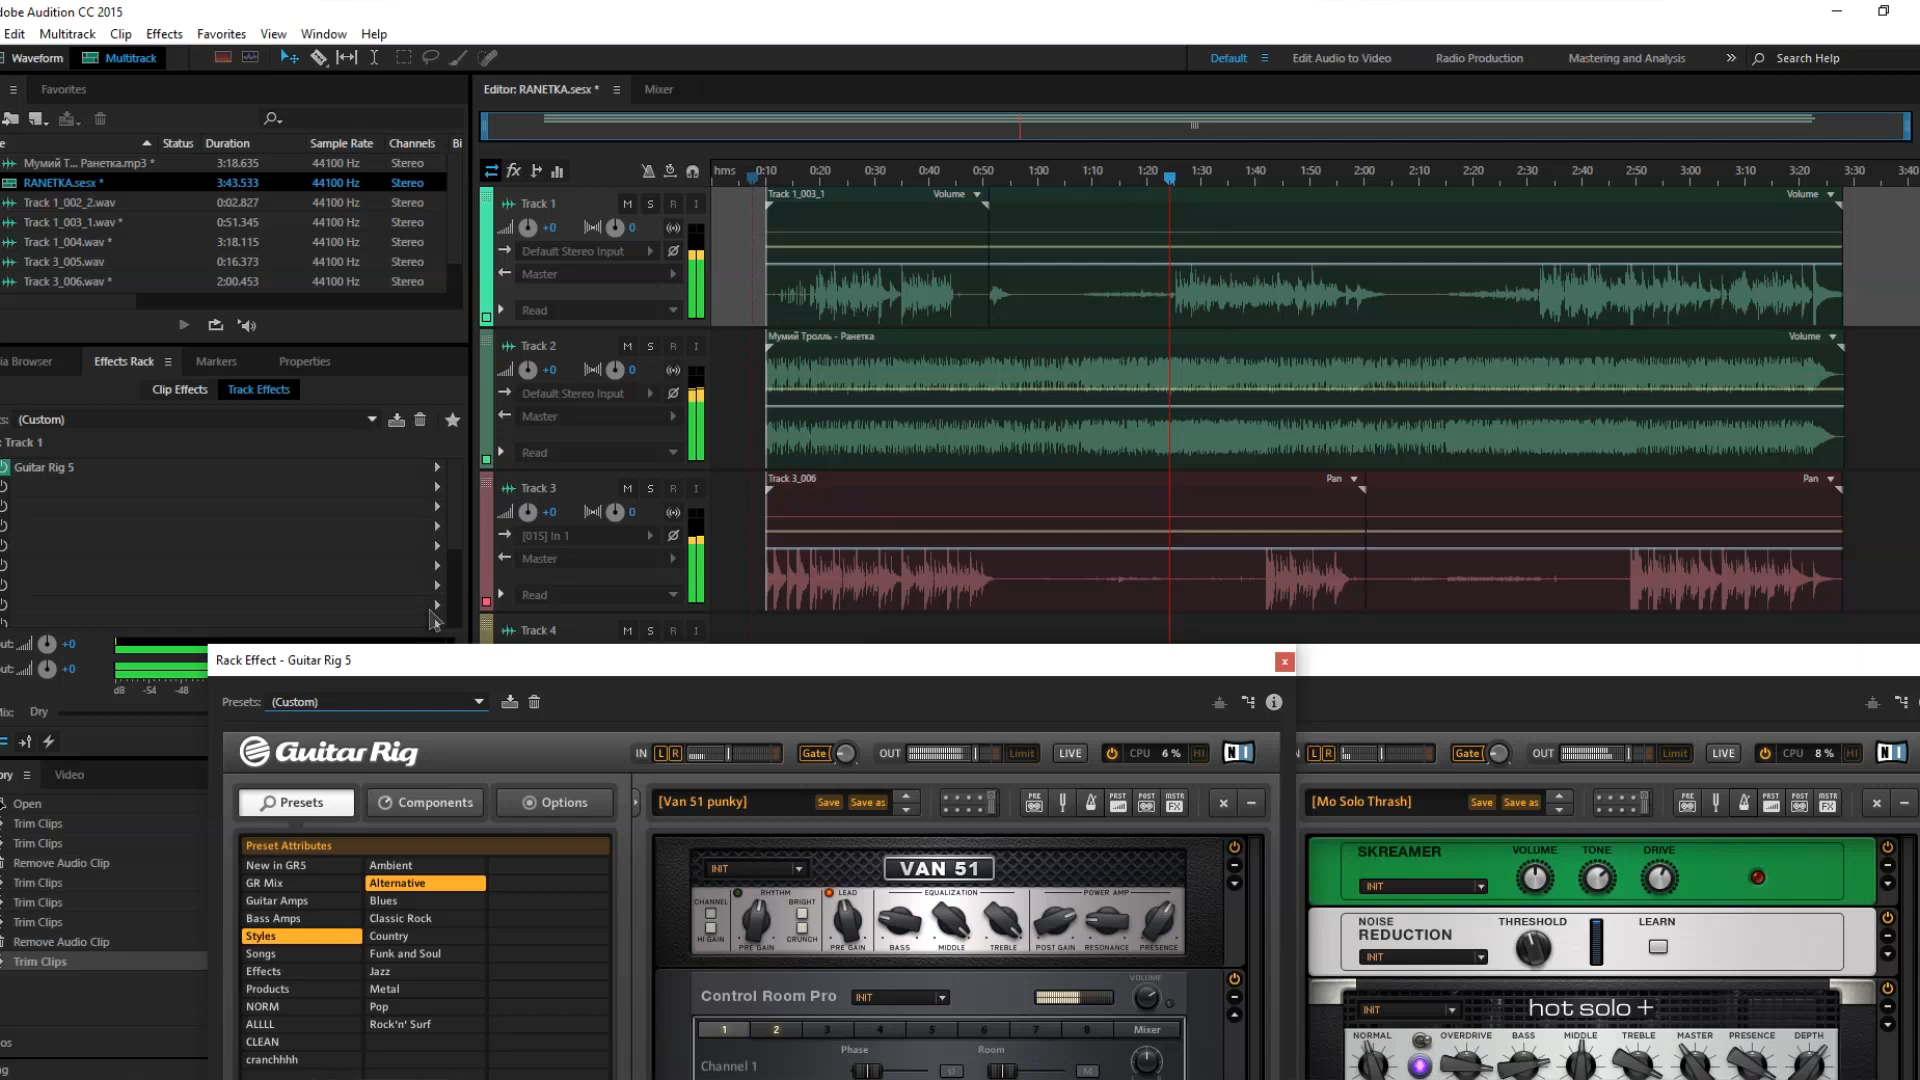 dobe Audition CC 2015
Edit Multitrack Clip Effects Favorites View Window Help
Waveform Multitrack
Default Edit Audio to Video Radio Production Mastering and Analysis Search Help
Favorites
Status Duration Sample Rate Channels Bi
Мумий Т... Ранетка.mp3 * 3:18.635 44100 Hz Stereo
RANETKA.sesx * 3:43.533 44100 Hz Stereo
Track 1_002_2.wav 0:02.827 44100 Hz Stereo
Track 1_003_1.wav * 0:51.345 44100 Hz Stereo
Track 1_004.wav * 3:18.115 44100 Hz Stereo
Track 3_005.wav 0:16.373 44100 Hz Stereo
Track 3_006.wav * 2:00.453 44100 Hz Stereo
ia Browser Effects Rack Markers Properties
Clip Effects Track Effects
s: (Custom)
: Track 1
Guitar Rig 5
out: +0
out: +0
dB -54 -48
Mix: Dry
ory Video
Open
Trim Clips
Trim Clips
Remove Audio Clip
Trim Clips
Trim Clips
Trim Clips
Remove Audio Clip
Trim Clips
os
ng
Editor: RANETKA.sesx * Mixer
hms 0:10 0:20 0:30 0:40 0:50 1:00 1:10 1:20 1:30 1:40 1:50 2:00 2:10 2:20 2:30 2:40 2:50 3:00 3:10 3:20 3:30 3:40
Track 1 M S R I
+0 0
Default Stereo Input
Master
Read
Track 1_003_1 Volume Volume
Track 2 M S R I
+0 0
Default Stereo Input
Master
Read
Мумий Тролль - Ранетка Volume
Track 3 M S R I
+0 0
[01S] In 1
Master
Read
Track 3_006 Pan Pan
Track 4 M S R I
Rack Effect - Guitar Rig 5 x
Presets: (Custom)
Guitar Rig
IN L R Gate OUT Limit LIVE CPU 6 % HI NI
Presets Components Options
[Van 51 punky] Save Save as PRE PRST POST MSTR FX
Preset Attributes
New in GR5 Ambient
GR Mix Alternative
Guitar Amps Blues
Bass Amps Classic Rock
Styles Country
Songs Funk and Soul
Effects Jazz
Products Metal
NORM Pop
ALLLL Rock'n' Surf
CLEAN
cranchhhh
INIT VAN 51
CHANNEL RHYTHM BRIGHT LEAD EQUALIZATION POWER AMP
HI GAIN PRE GAIN CRUNCH PRE GAIN BASS MIDDLE TREBLE POST GAIN RESONANCE PRESENCE
Control Room Pro INIT VOLUME
1 2 3 4 5 6 7 8 Mixer
Phase Room
Channel 1 M
N L R Gate OUT Limit LIVE CPU 8 % HI NI
[Mo Solo Thrash] Save Save as PRE PRST POST MSTR FX
SKREAMER VOLUME TONE DRIVE
INIT
NOISE REDUCTION THRESHOLD LEARN
INIT
INIT hot solo +
NORMAL OVERDRIVE BASS MIDDLE TREBLE MASTER PRESENCE DEPTH